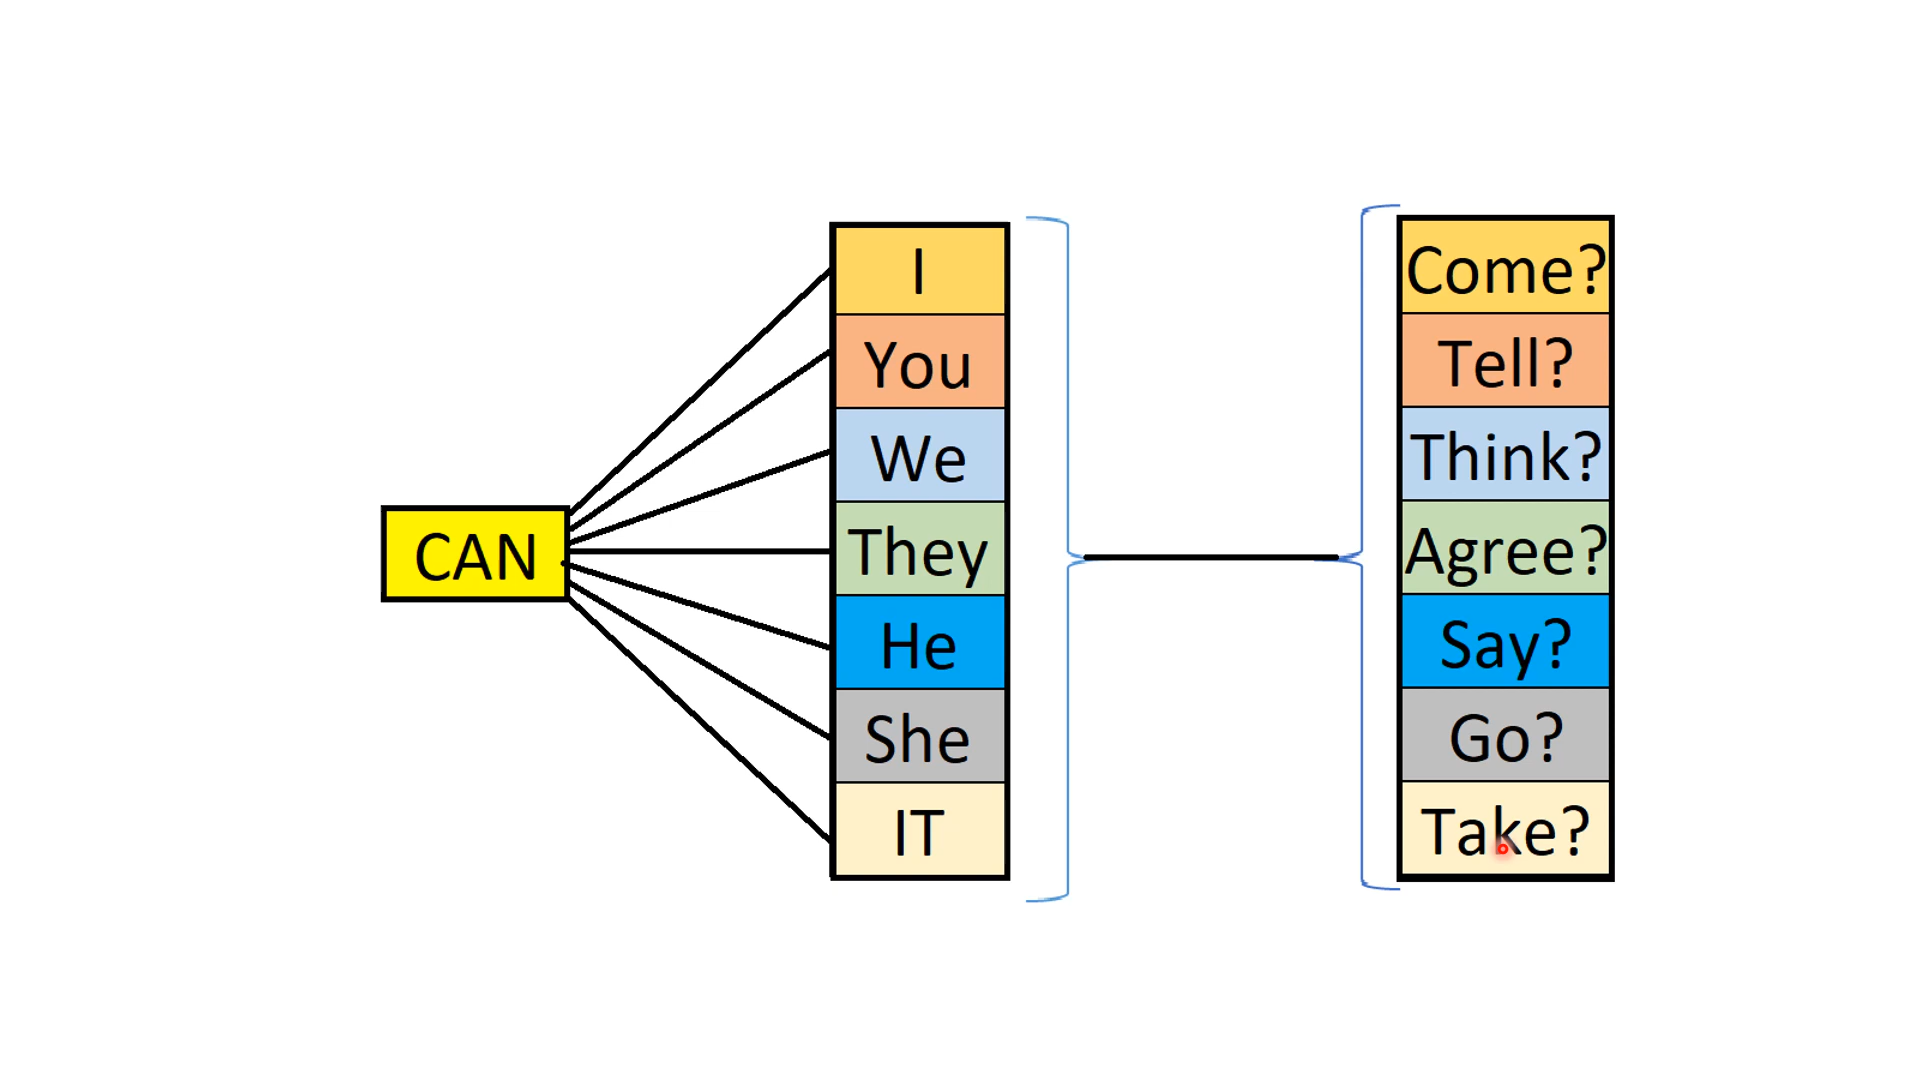 CAN
I
You
We
They
He
She
IT
Come?
Tell?
Think?
Agree?
Say?
Go?
Take?